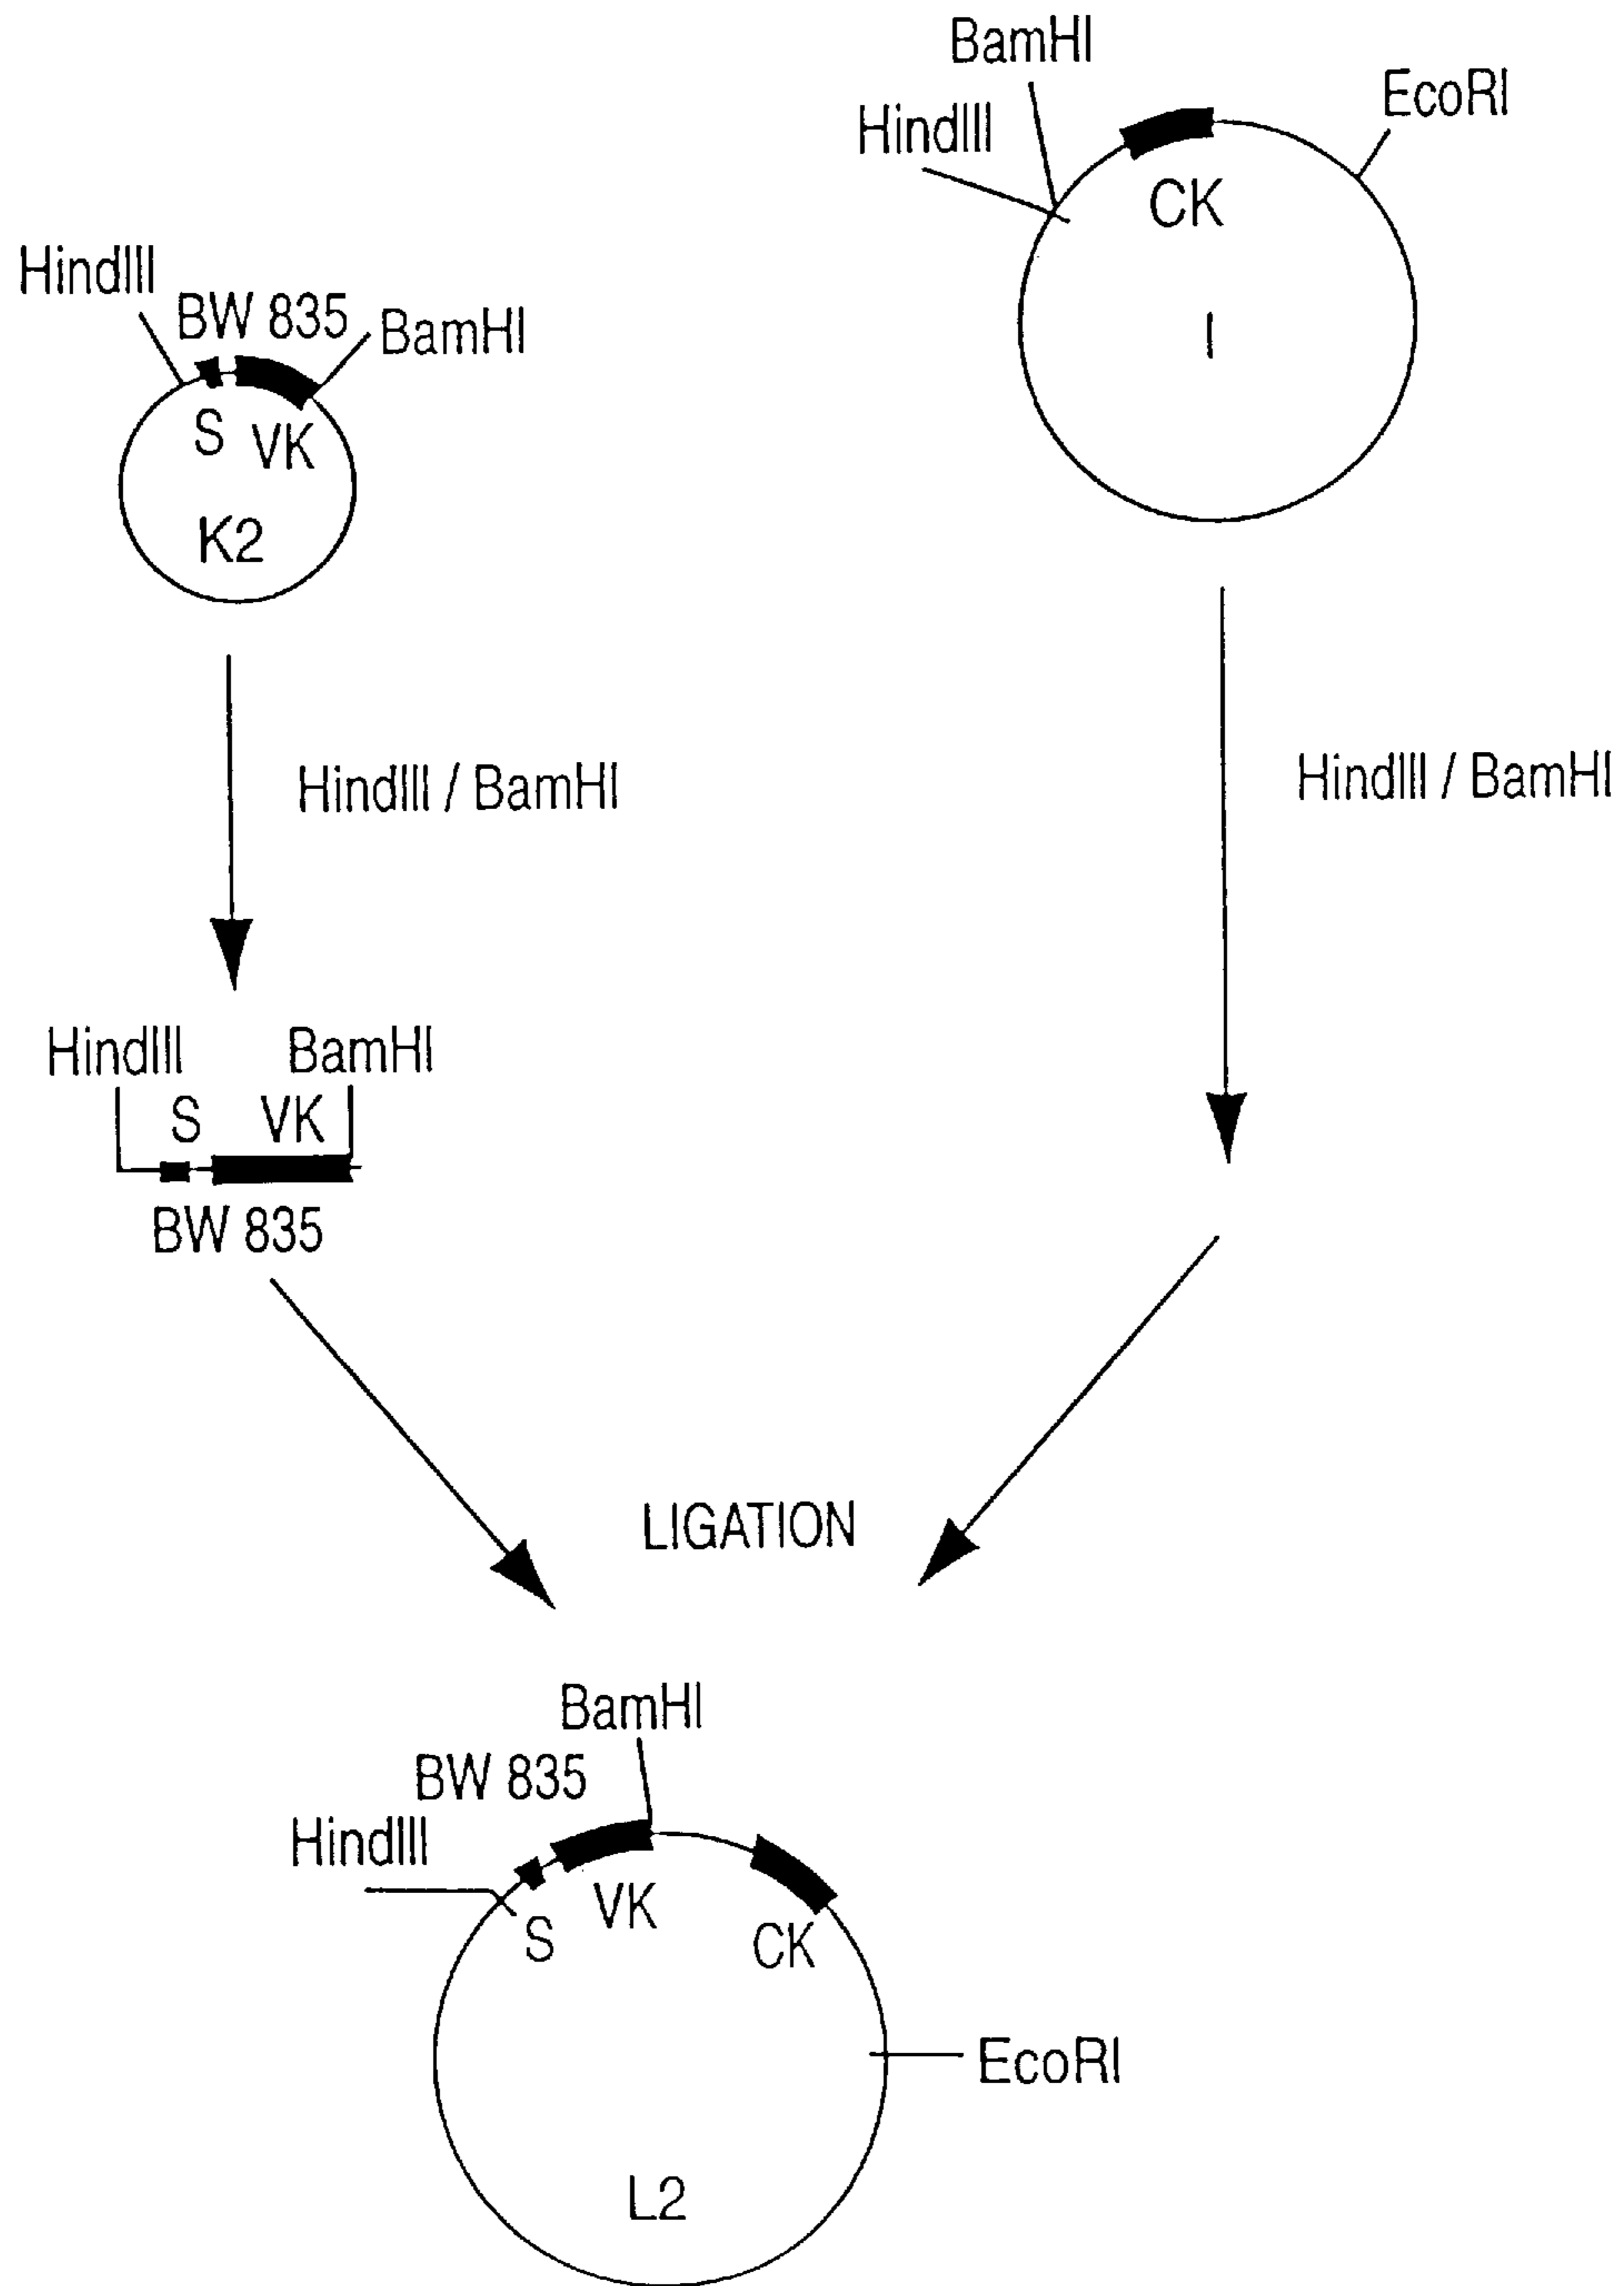 BamHI
HindIII
EcoRI
CK
I
HindIII
BW 835
BamHI
S
VK
K2
HindIII / BamHI
HindIII / BamHI
HindIII
BamHI
S
VK
BW 835
LIGATION
BamHI
BW 835
HindIII
VK
S
CK
EcoRI
L2